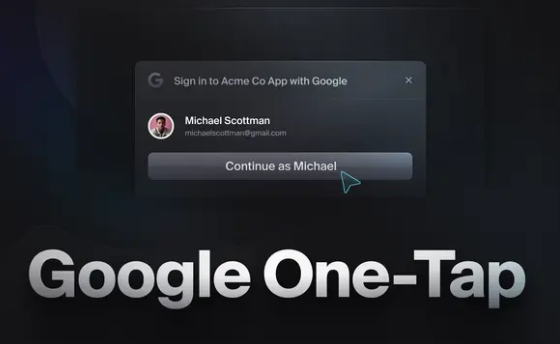 Sign in to Acme Co App with Google
Michael Scottman
michaelscottman@gmail.com
Continue as Michael
Google One-Tap